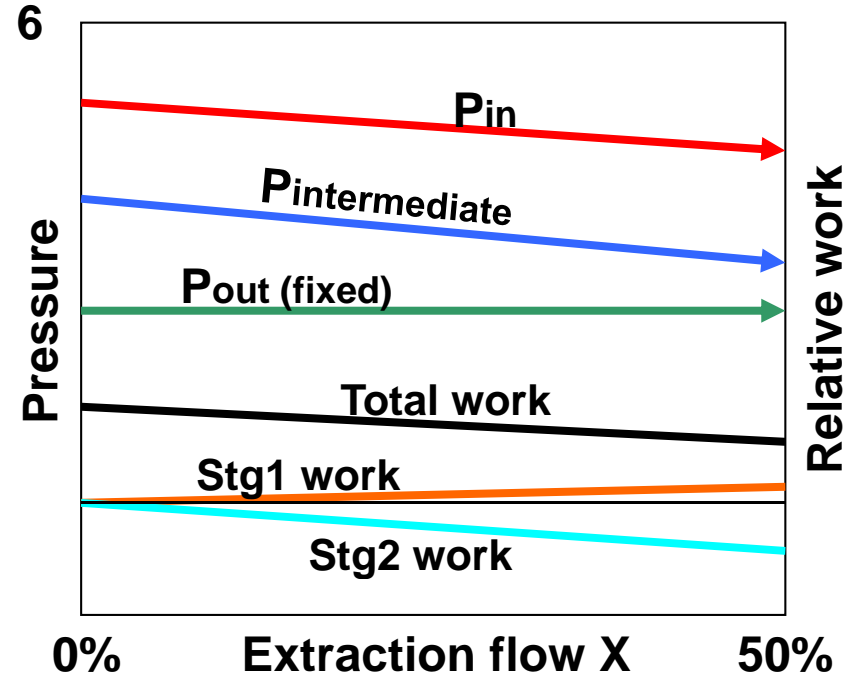 6
Pin
Pintermediate
Pout (fixed)
Pressure
Relative work
Total work
Stg1 work
Stg2 work
0% Extraction flow X 50%